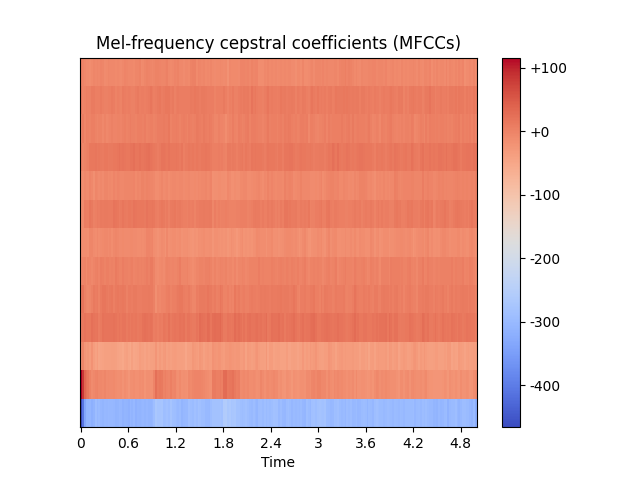 Mel-frequency cepstral coefficients (MFCCs)
+100
+0
-100
-200
-300
-400
0 0.6 1.2 1.8 2.4 3 3.6 4.2 4.8
Time